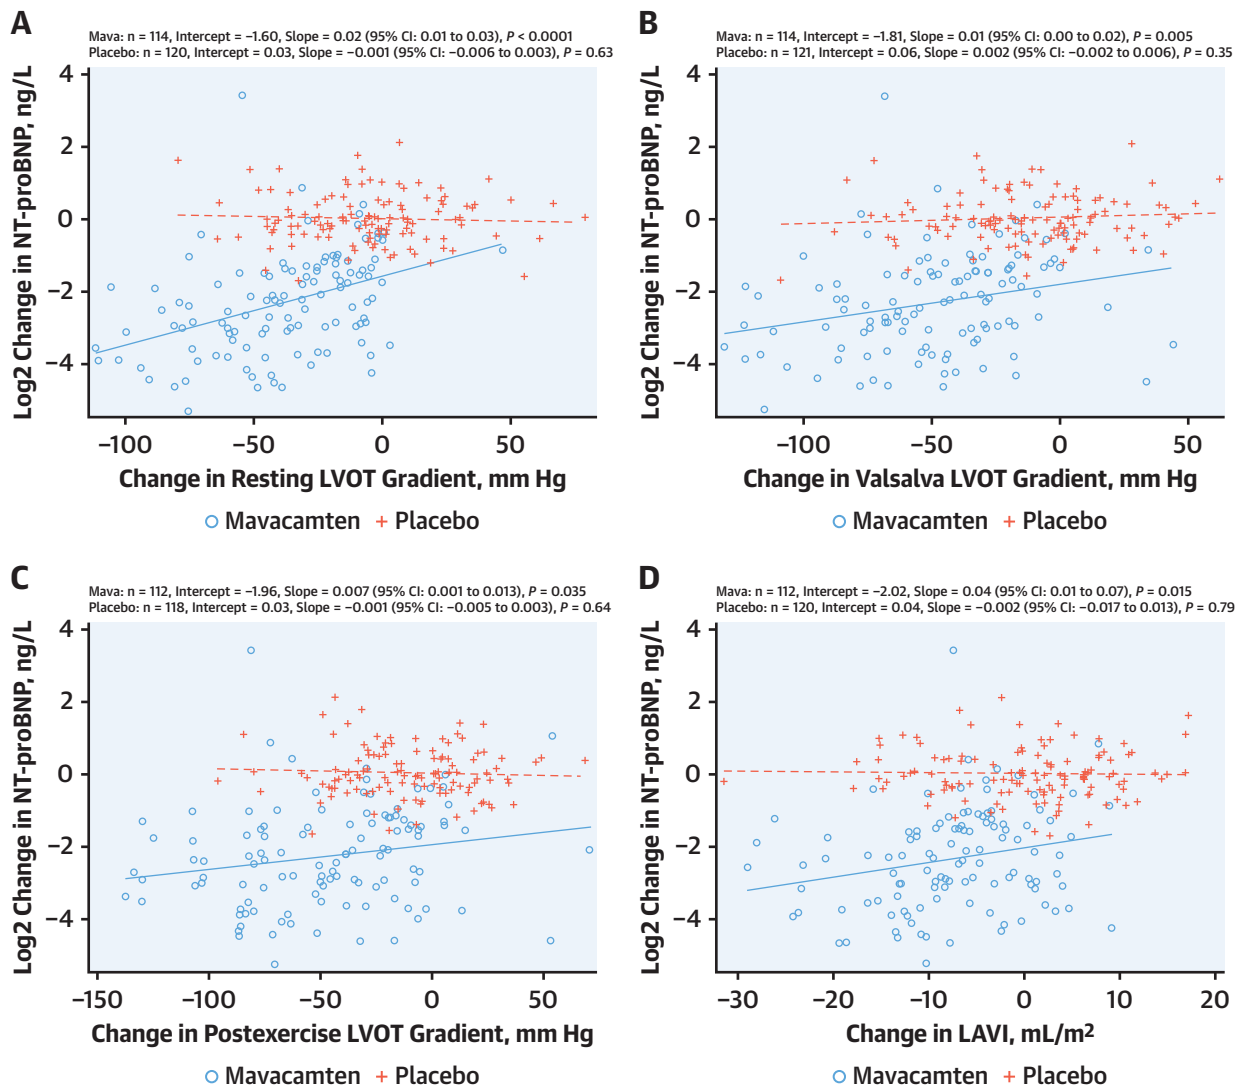 A
Mava: n = 114, Intercept = −1.60, Slope = 0.02 (95% CI: 0.01 to 0.03), P < 0.0001
Placebo: n = 120, Intercept = 0.03, Slope = −0.001 (95% CI: −0.006 to 0.003), P = 0.63
Log2 Change in NT-proBNP, ng/L
4
2
0
−2
−4
−100 −50 0 50
Change in Resting LVOT Gradient, mm Hg
Mavacamten Placebo
B
Mava: n = 114, Intercept = −1.81, Slope = 0.01 (95% CI: 0.00 to 0.02), P = 0.005
Placebo: n = 121, Intercept = 0.06, Slope = 0.002 (95% CI: −0.002 to 0.006), P = 0.35
Log2 Change in NT-proBNP, ng/L
4
2
0
−2
−4
−100 −50 0 50
Change in Valsalva LVOT Gradient, mm Hg
Mavacamten Placebo
C
Mava: n = 112, Intercept = −1.96, Slope = 0.007 (95% CI: 0.001 to 0.013), P = 0.035
Placebo: n = 118, Intercept = 0.03, Slope = −0.001 (95% CI: −0.005 to 0.003), P = 0.64
Log2 Change in NT-proBNP, ng/L
4
2
0
−2
−4
−150 −100 −50 0 50
Change in Postexercise LVOT Gradient, mm Hg
Mavacamten Placebo
D
Mava: n = 112, Intercept = −2.02, Slope = 0.04 (95% CI: 0.01 to 0.07), P = 0.015
Placebo: n = 120, Intercept = 0.04, Slope = −0.002 (95% CI: −0.017 to 0.013), P = 0.79
Log2 Change in NT-proBNP, ng/L
4
2
0
−2
−4
−30 −20 −10 0 10 20
Change in LAVI, mL/m²
Mavacamten Placebo